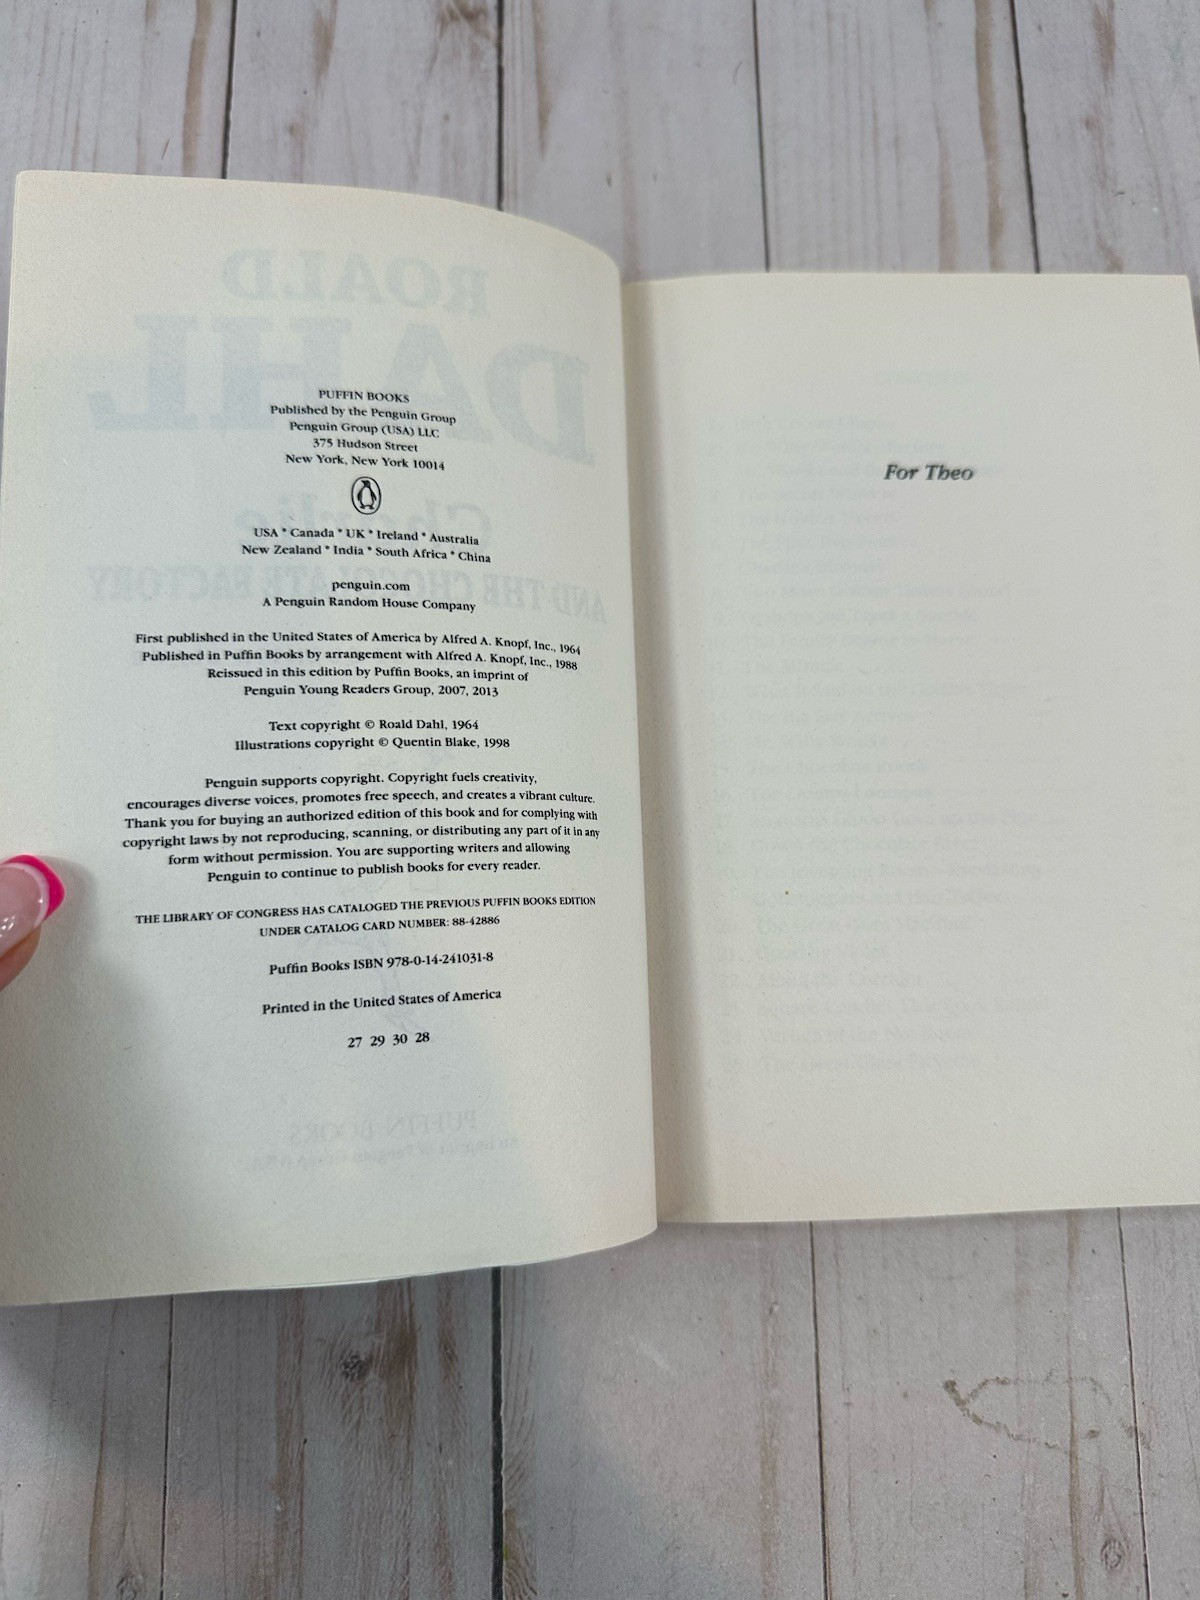 PUFFIN BOOKS
Published by the Penguin Group
Penguin Group (USA) LLC
375 Hudson Street
New York, New York 10014
USA * Canada * UK * Ireland * Australia
New Zealand * India * South Africa * China
penguin.com
A Penguin Random House Company
First published in the United States of America by Alfred A. Knopf, Inc., 1964
Published in Puffin Books by arrangement with Alfred A. Knopf, Inc., 1988
Reissued in this edition by Puffin Books, an imprint of
Penguin Young Readers Group, 2007, 2013
Text copyright © Roald Dahl, 1964
Illustrations copyright © Quentin Blake, 1998
Penguin supports copyright. Copyright fuels creativity,
encourages diverse voices, promotes free speech, and creates a vibrant culture.
Thank you for buying an authorized edition of this book and for complying with
copyright laws by not reproducing, scanning, or distributing any part of it in any
form without permission. You are supporting writers and allowing
Penguin to continue to publish books for every reader.
THE LIBRARY OF CONGRESS HAS CATALOGED THE PREVIOUS PUFFIN BOOKS EDITION
UNDER CATALOG CARD NUMBER: 88-42886
Puffin Books ISBN 978-0-14-241031-8
Printed in the United States of America
27 29 30 28
ROALD
DAHL
Charlie
AND THE CHOCOLATE FACTORY
PUFFIN BOOKS
For Theo